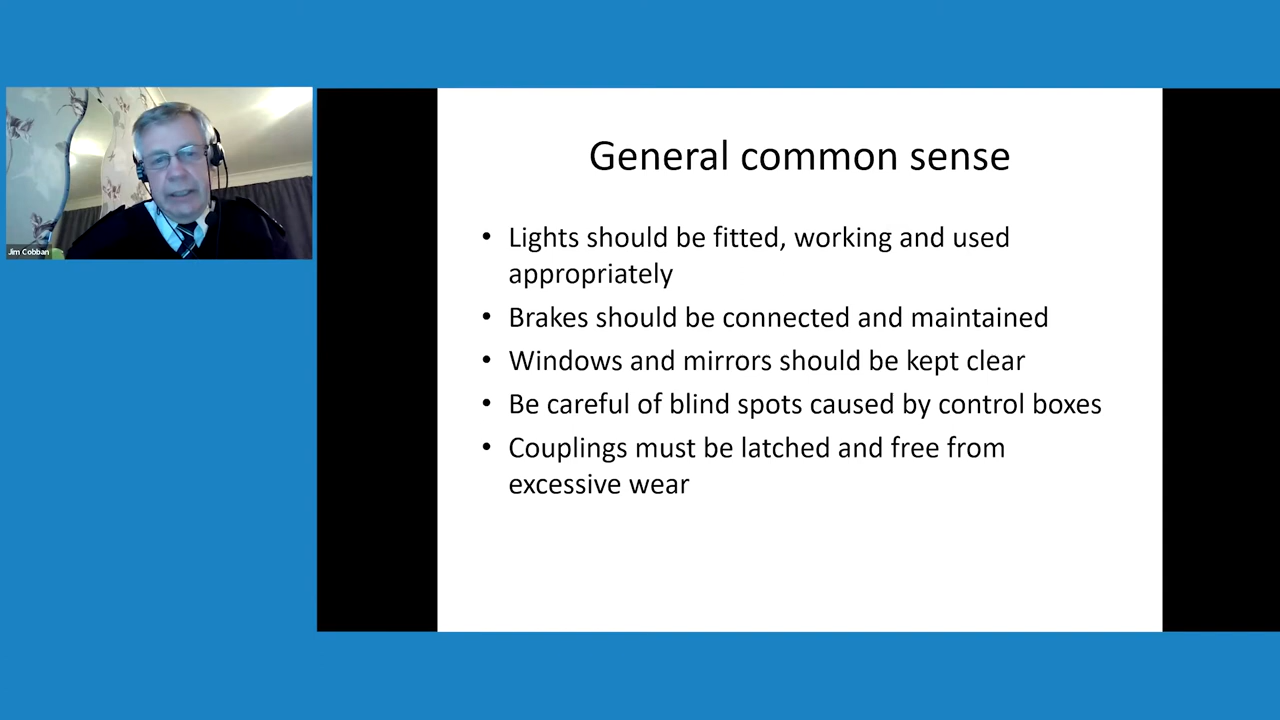 Jim Cobban
General common sense
• Lights should be fitted, working and used
appropriately
• Brakes should be connected and maintained
• Windows and mirrors should be kept clear
• Be careful of blind spots caused by control boxes
• Couplings must be latched and free from
excessive wear